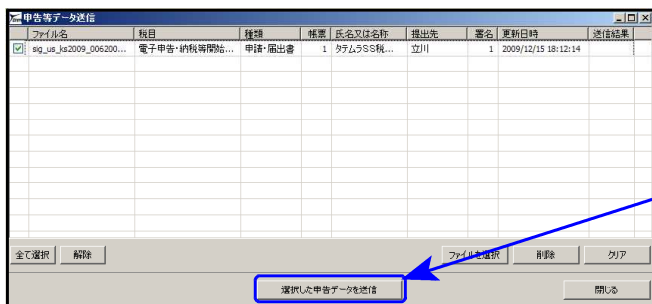 申告等データ送信
ファイル名 税目 種類 帳票 氏名又は名称 提出先 署名 更新日時 送信結果
sig_us_ks2009_006200... 電子申告・納税等開始... 申請・届出書 1 タテムラSS税... 立川 1 2009/12/15 18:12:14
全て選択 解除 ファイルを選択 削除 クリア
選択した申告データを送信 閉じる